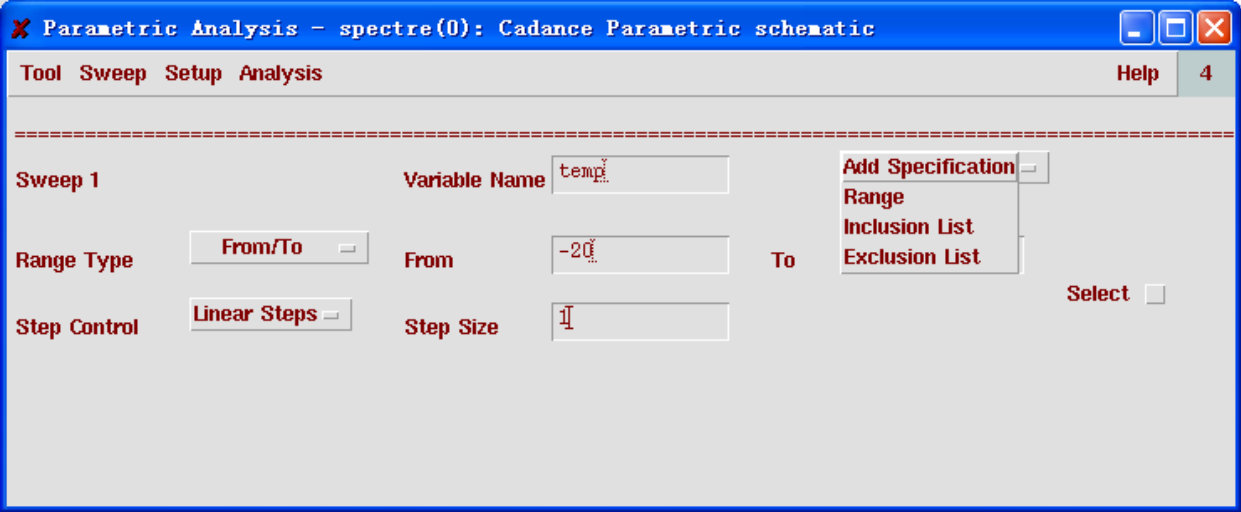 Parametric Analysis - spectre(0): Cadance Parametric schematic
Tool Sweep Setup Analysis Help 4
================================================================================
Sweep 1 Variable Name temp Add Specification
Range
Inclusion List
Exclusion List
Range Type From/To From -20 To
Select
Step Control Linear Steps Step Size 1